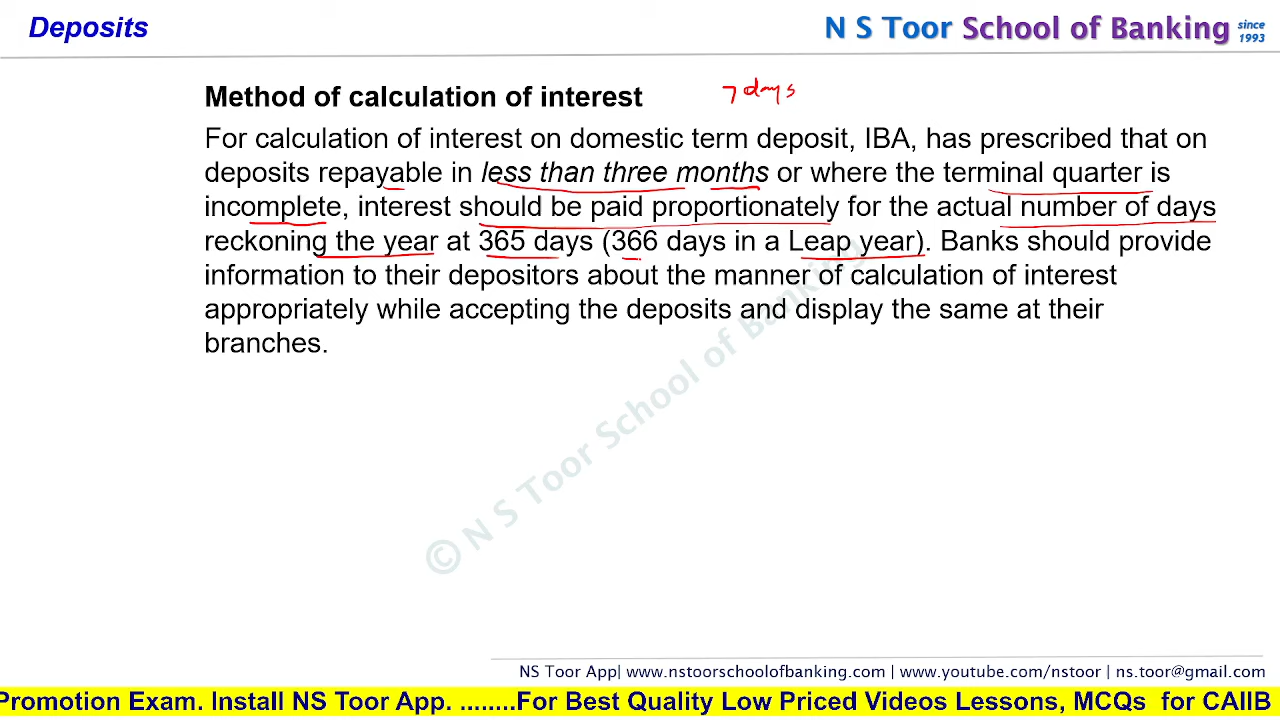 Deposits
N S Toor School of Banking since 1993
Method of calculation of interest
7 days
For calculation of interest on domestic term deposit, IBA, has prescribed that on
deposits repayable in less than three months or where the terminal quarter is
incomplete, interest should be paid proportionately for the actual number of days
reckoning the year at 365 days (366 days in a Leap year). Banks should provide
information to their depositors about the manner of calculation of interest
appropriately while accepting the deposits and display the same at their
branches.
© N S Toor School of Banking
NS Toor App| www.nstoorschoolofbanking.com | www.youtube.com/nstoor | ns.toor@gmail.com
Promotion Exam. Install NS Toor App. ........For Best Quality Low Priced Videos Lessons, MCQs for CAIIB